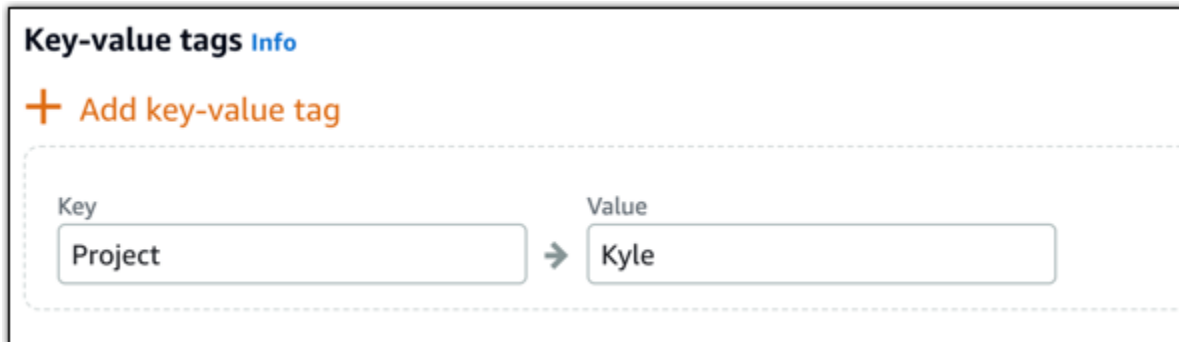 Key-value tags Info
+ Add key-value tag
Key
Value
Project
Kyle